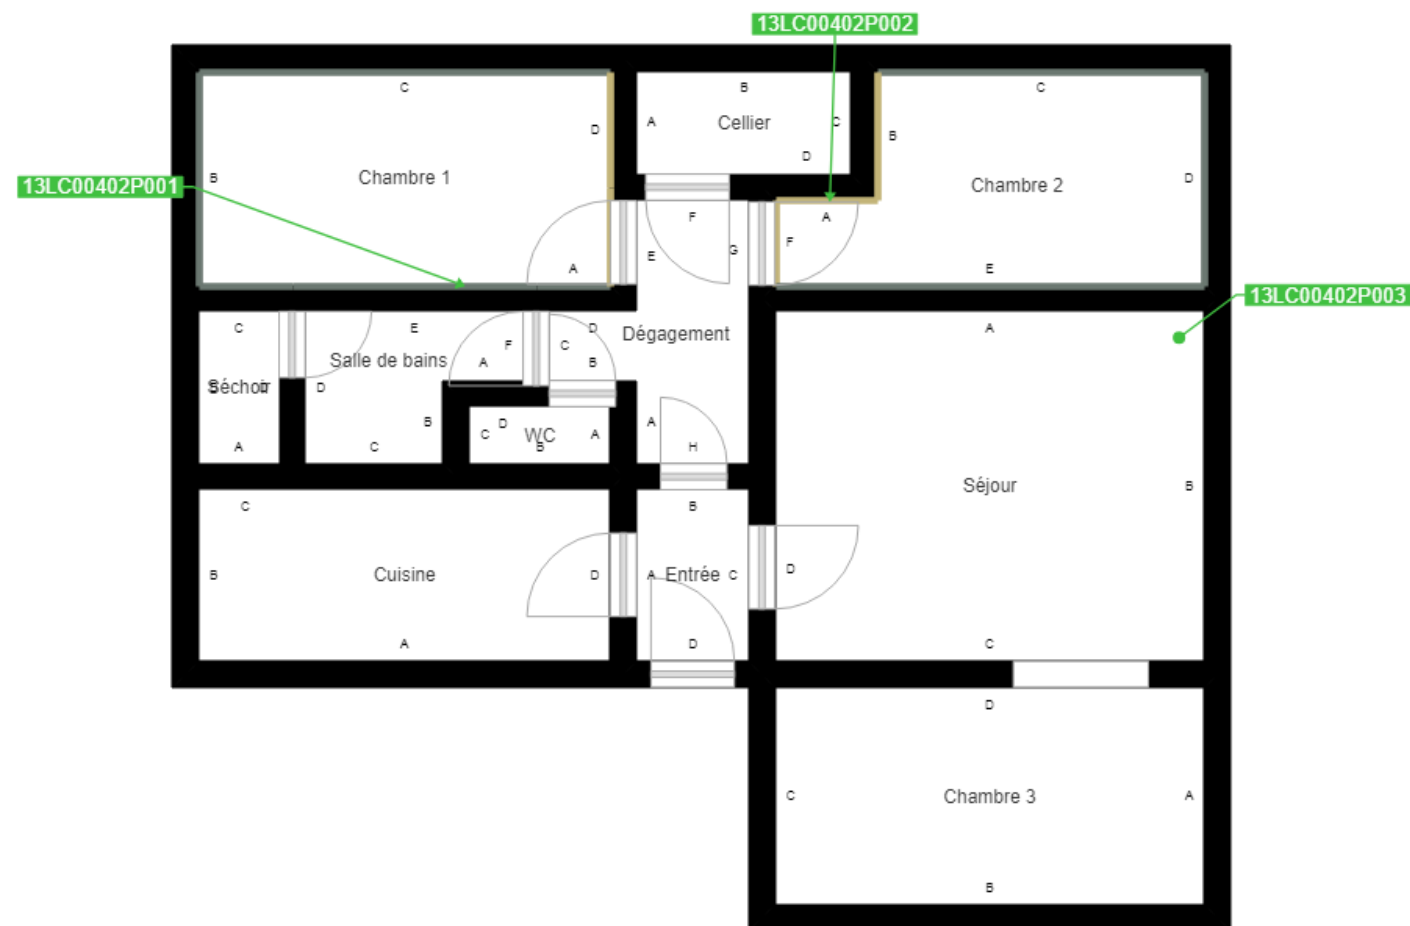 13LC00402P002
C
B
C
A
Cellier
C
D
B
D
Chambre 1
B
13LC00402P001
D
Chambre 2
D
F
A
E
G
F
A
E
13LC00402P003
C
E
F
C
D
Dégagement
A
Salle de bains
A
B
B
Séchoir
D
D
B
C
D
WC
A
A
H
A
C
B
Séjour
B
C
B
B
Cuisine
D
A
Entrée
C
D
A
D
C
D
C
Chambre 3
A
B